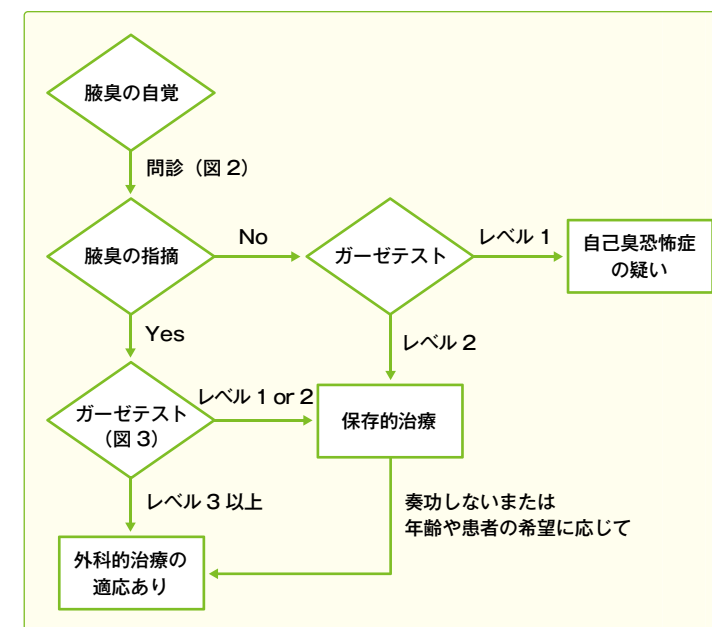 腋臭の自覚
問診（図 2）
腋臭の指摘
No
ガーゼテスト
レベル 1
自己臭恐怖症
の疑い
Yes
レベル 2
ガーゼテスト
（図 3）
レベル 1 or 2
保存的治療
レベル 3 以上
奏功しないまたは
年齢や患者の希望に応じて
外科的治療の
適応あり